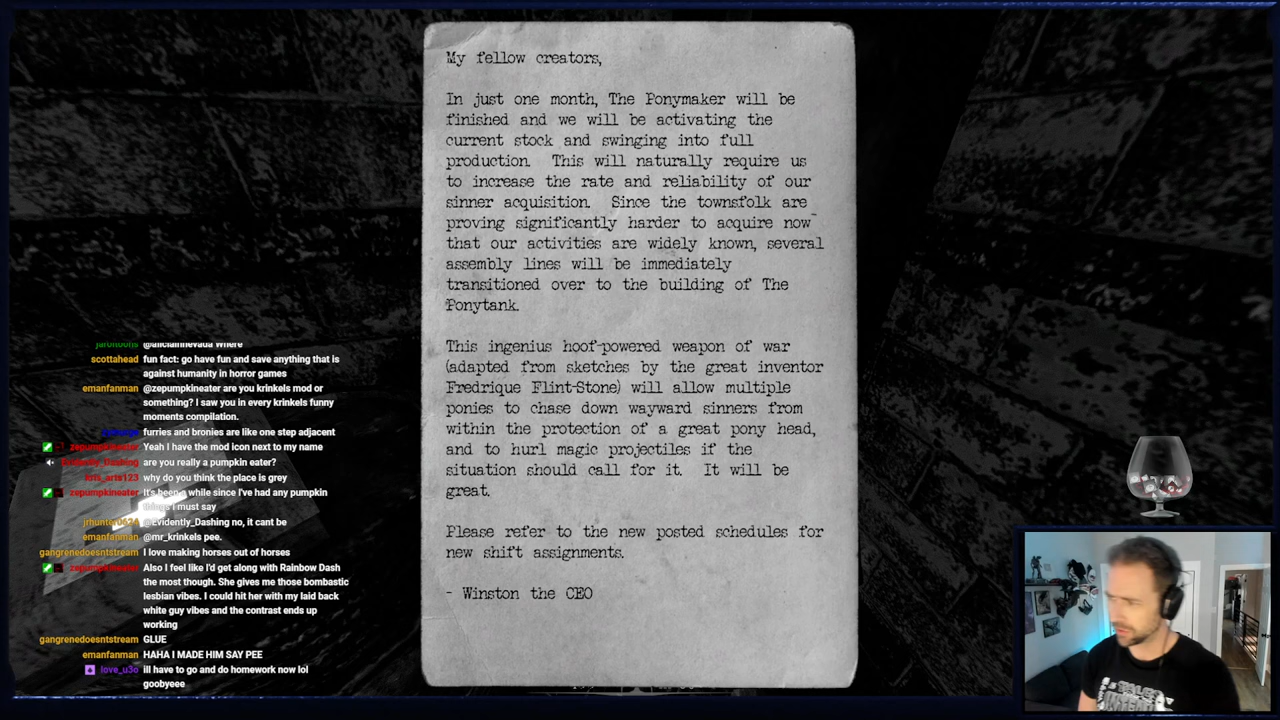 My fellow creators,
In just one month, The Ponymaker will be
finished and we will be activating the
current stock and swinging into full
production. This will naturally require us
to increase the rate and reliability of our
sinner acquisition. Since the townsfolk are
proving significantly harder to acquire now
that our activities are widely known, several
assembly lines will be immediately
transitioned over to the building of The
Ponytank.
This ingenius hoof-powered weapon of war
(adapted from sketches by the great inventor
Fredrique Flint-Stone) will allow multiple
ponies to chase down wayward sinners from
within the protection of a great pony head,
and to hurl magic projectiles if the
situation should call for it. It will be
great.
Please refer to the new posted schedules for
new shift assignments.
- Winston the CEO
scottahead fun fact: go have fun and save anything that is
against humanity in horror games
emanfanman @zepumpkineater are you krinkels mod or
something? I saw you in every krinkels funny
moments compilation.
furries and bronies are like one step adjacent
zepumpkineater Yeah I have the mod icon next to my name
Evidently_Dashing are you really a pumpkin eater?
why do you think the place is grey
zepumpkineater It's been a while since I've had any pumpkin
things I must say
jrhunter0624 @Evidently_Dashing no, it cant be
emanfanman @mr_krinkels pee.
gangrenedoesntstream I love making horses out of horses
zepumpkineater Also I feel like I'd get along with Rainbow Dash
the most though. She gives me those bombastic
lesbian vibes. I could hit her with my laid back
white guy vibes and the contrast ends up
working
gangrenedoesntstream GLUE
emanfanman HAHA I MADE HIM SAY PEE
love_u3o ill have to go and do homework now lol
goobyeee